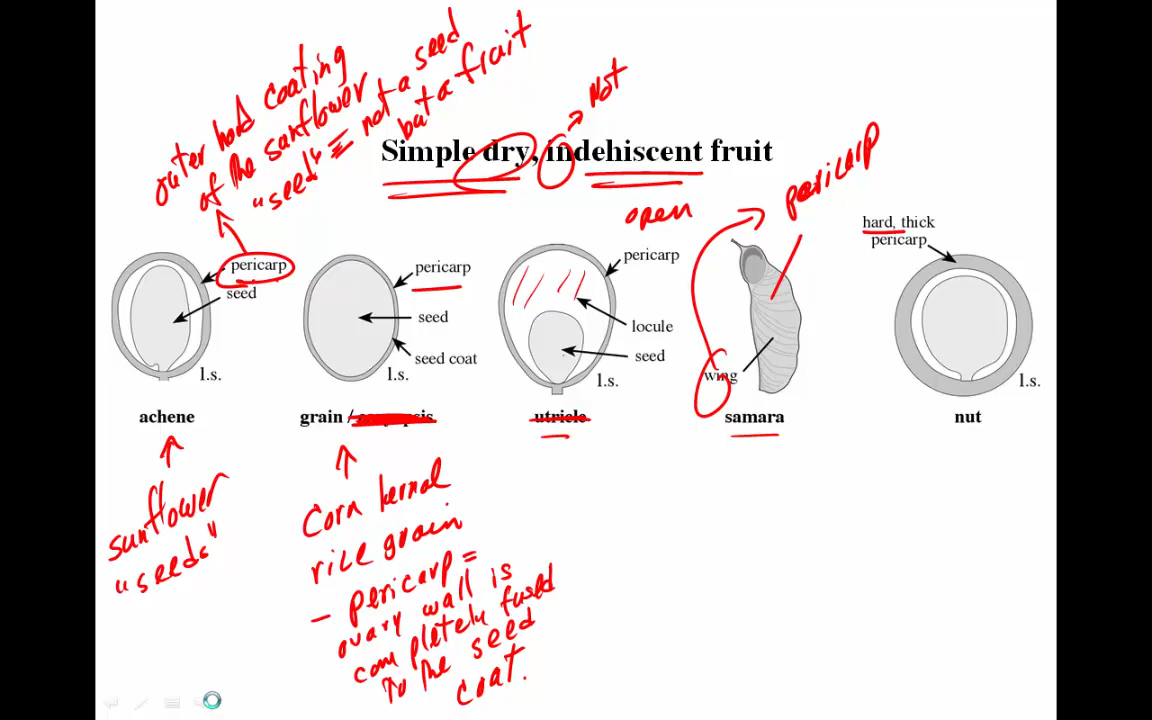 outer hard coating
of the sunflower
"seed" = not a seed
but a fruit
Simple dry, indehiscent fruit
Not
open
pericarp
pericarp
seed
l.s.
achene
sunflower
"seeds"
pericarp
seed
seed coat
l.s.
grain /
Corn kernal
rice grain
- pericarp =
ovary wall is
completely fused
to the seed
coat.
pericarp
locule
seed
l.s.
utricle
wing
samara
hard, thick
pericarp
l.s.
nut